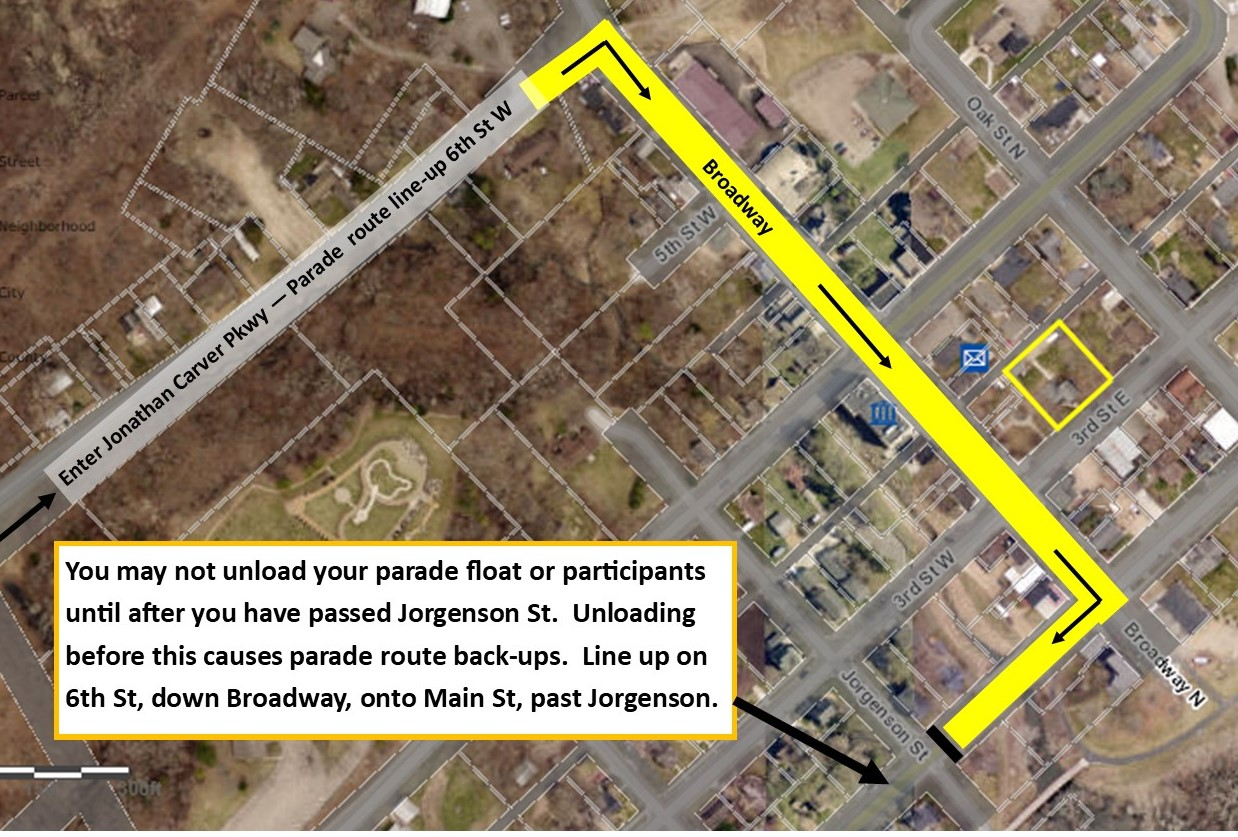 Parcel
Street
Neighborhood
City
County
Enter Jonathan Carver Pkwy — Parade route line-up 6th St W
Broadway
5th St W
Oak St N
3rd St E
3rd St W
Broadway N
Jorgenson St
You may not unload your parade float or participants
until after you have passed Jorgenson St. Unloading
before this causes parade route back-ups. Line up on
6th St, down Broadway, onto Main St, past Jorgenson.
300ft